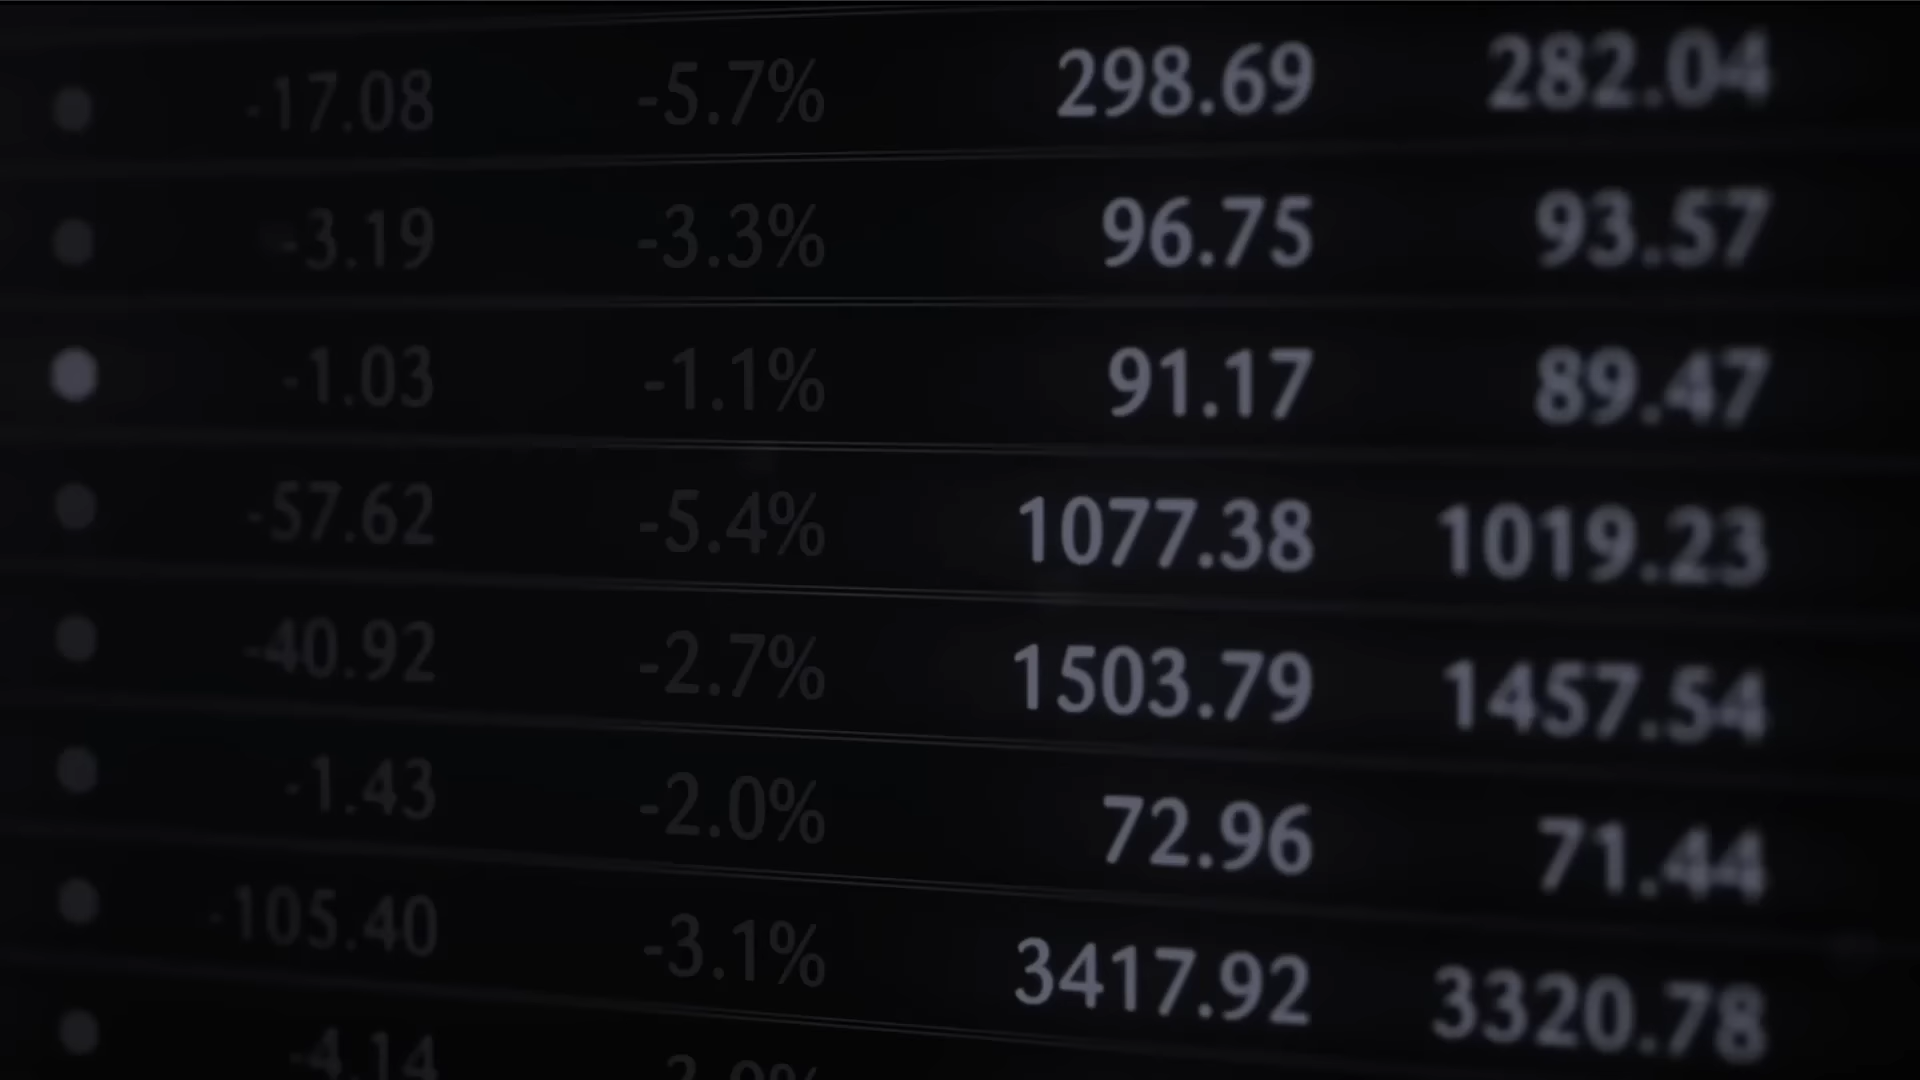 -17.08 -5.7% 298.69 282.04
-3.19 -3.3% 96.75 93.57
-1.03 -1.1% 91.17 89.47
-57.62 -5.4% 1077.38 1019.23
-40.92 -2.7% 1503.79 1457.54
-1.43 -2.0% 72.96 71.44
-105.40 -3.1% 3417.92 3320.78
-4.14